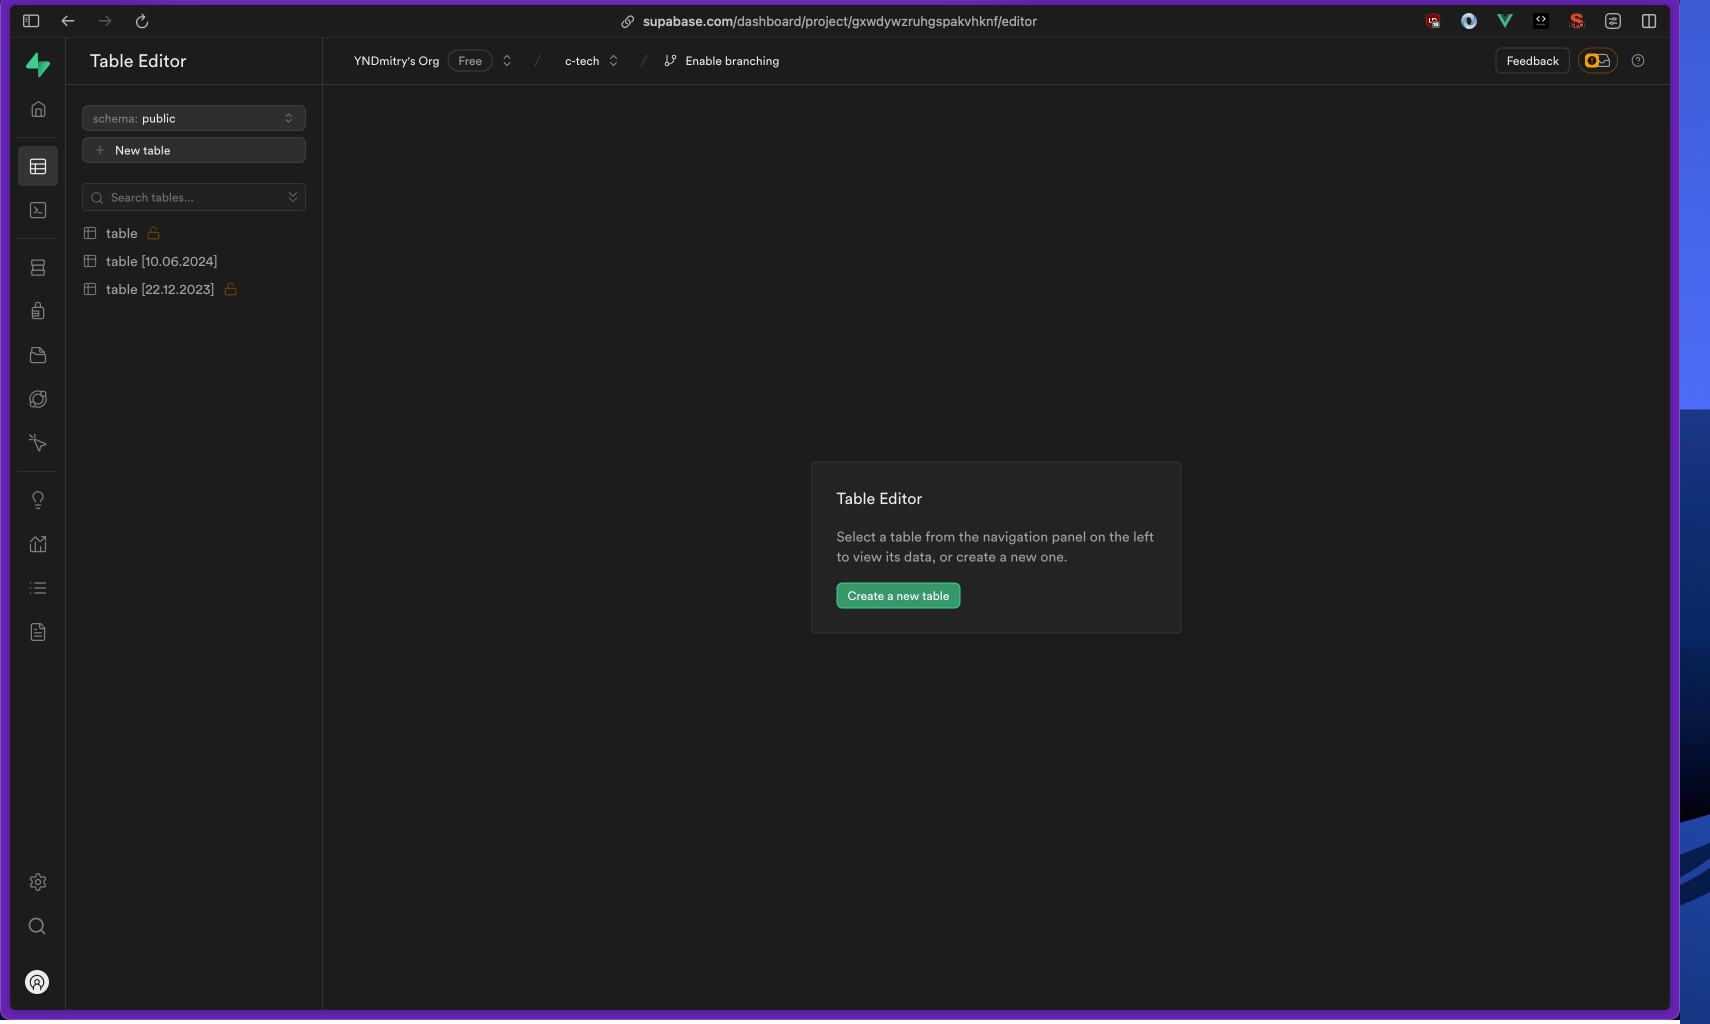 supabase.com/dashboard/project/gxwdywzruhgspakvhknf/editor
Table Editor
YNDmitry's Org Free / c-tech / Enable branching
Feedback
schema: public
New table
Search tables...
table
table [10.06.2024]
table [22.12.2023]
Table Editor
Select a table from the navigation panel on the left
to view its data, or create a new one.
Create a new table